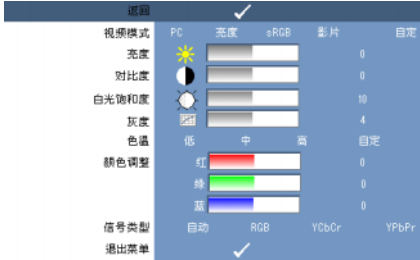 返回
视频模式 PC 亮度 sRGB 影片 自定
亮度 0
对比度 0
白光饱和度 10
灰度 4
色温 低 中 高 自定
颜色调整 红 0
绿 0
蓝 0
信号类型 自动 RGB YCbCr YPbPr
退出菜单